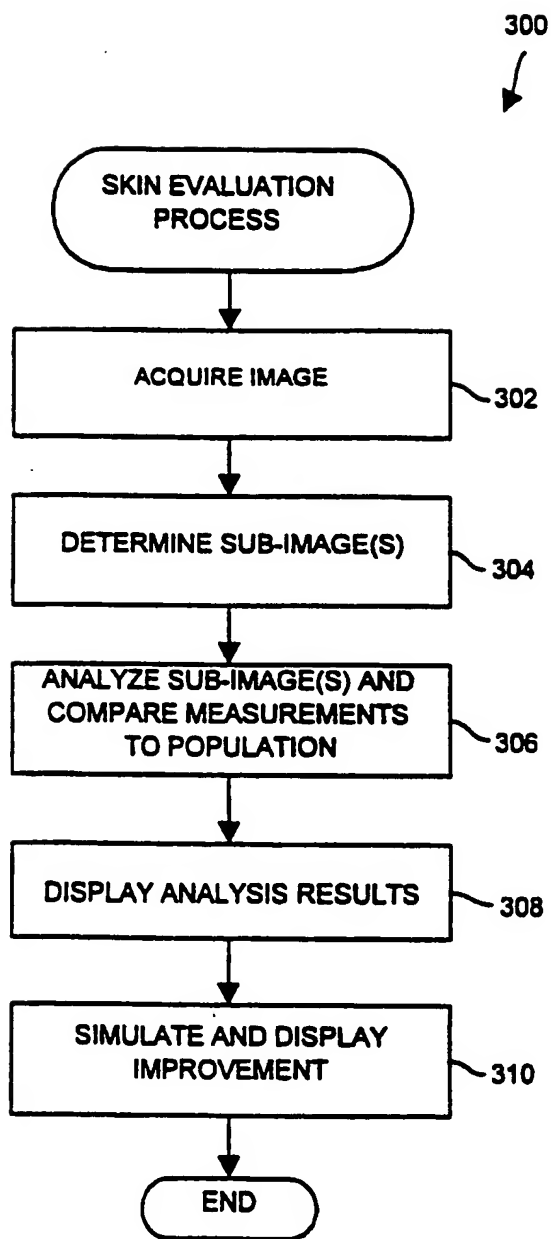 300
SKIN EVALUATION
PROCESS
ACQUIRE IMAGE
302
DETERMINE SUB-IMAGE(S)
304
ANALYZE SUB-IMAGE(S) AND
COMPARE MEASUREMENTS
TO POPULATION
306
DISPLAY ANALYSIS RESULTS
308
SIMULATE AND DISPLAY
IMPROVEMENT
310
END